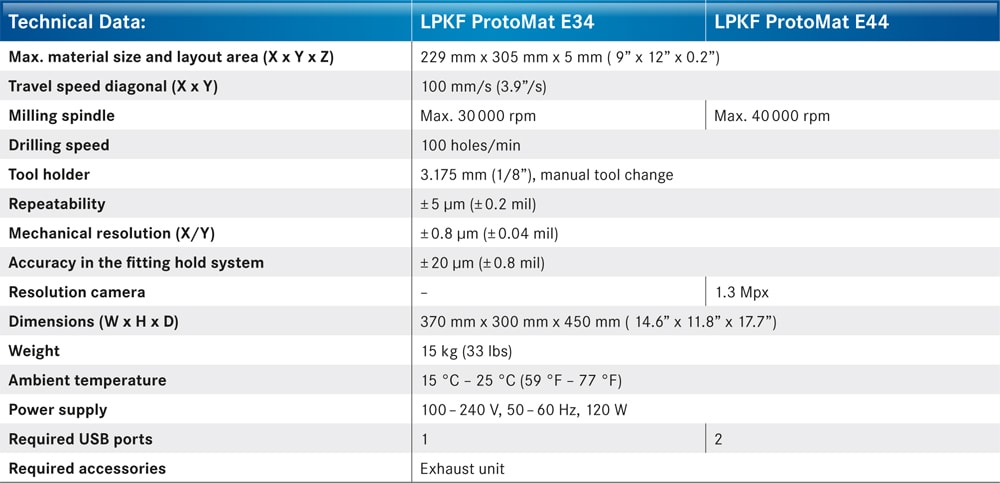 Technical Data: LPKF ProtoMat E34 LPKF ProtoMat E44
Max. material size and layout area (X x Y x Z) 229 mm x 305 mm x 5 mm ( 9” x 12” x 0.2”)
Travel speed diagonal (X x Y) 100 mm/s (3.9”/s)
Milling spindle Max. 30 000 rpm Max. 40 000 rpm
Drilling speed 100 holes/min
Tool holder 3.175 mm (1/8”), manual tool change
Repeatability ± 5 µm (± 0.2 mil)
Mechanical resolution (X/Y) ± 0.8 µm (± 0.04 mil)
Accuracy in the fitting hold system ± 20 µm (± 0.8 mil)
Resolution camera – 1.3 Mpx
Dimensions (W x H x D) 370 mm x 300 mm x 450 mm ( 14.6” x 11.8” x 17.7”)
Weight 15 kg (33 lbs)
Ambient temperature 15 °C – 25 °C (59 °F – 77 °F)
Power supply 100 – 240 V, 50 – 60 Hz, 120 W
Required USB ports 1 2
Required accessories Exhaust unit